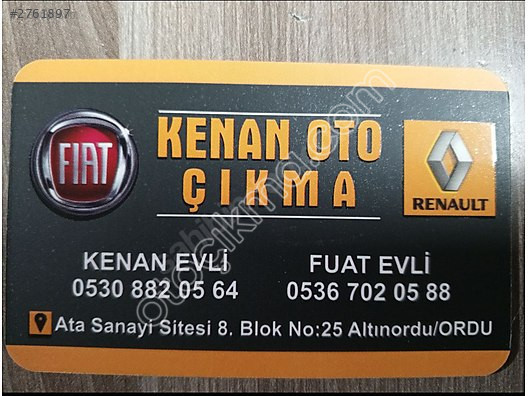 #2761897
FIAT
KENAN OTO
ÇIKMA
RENAULT
KENAN EVLİ
0530 882 05 64
FUAT EVLİ
0536 702 05 88
Ata Sanayi Sitesi 8. Blok No:25 Altınordu/ORDU